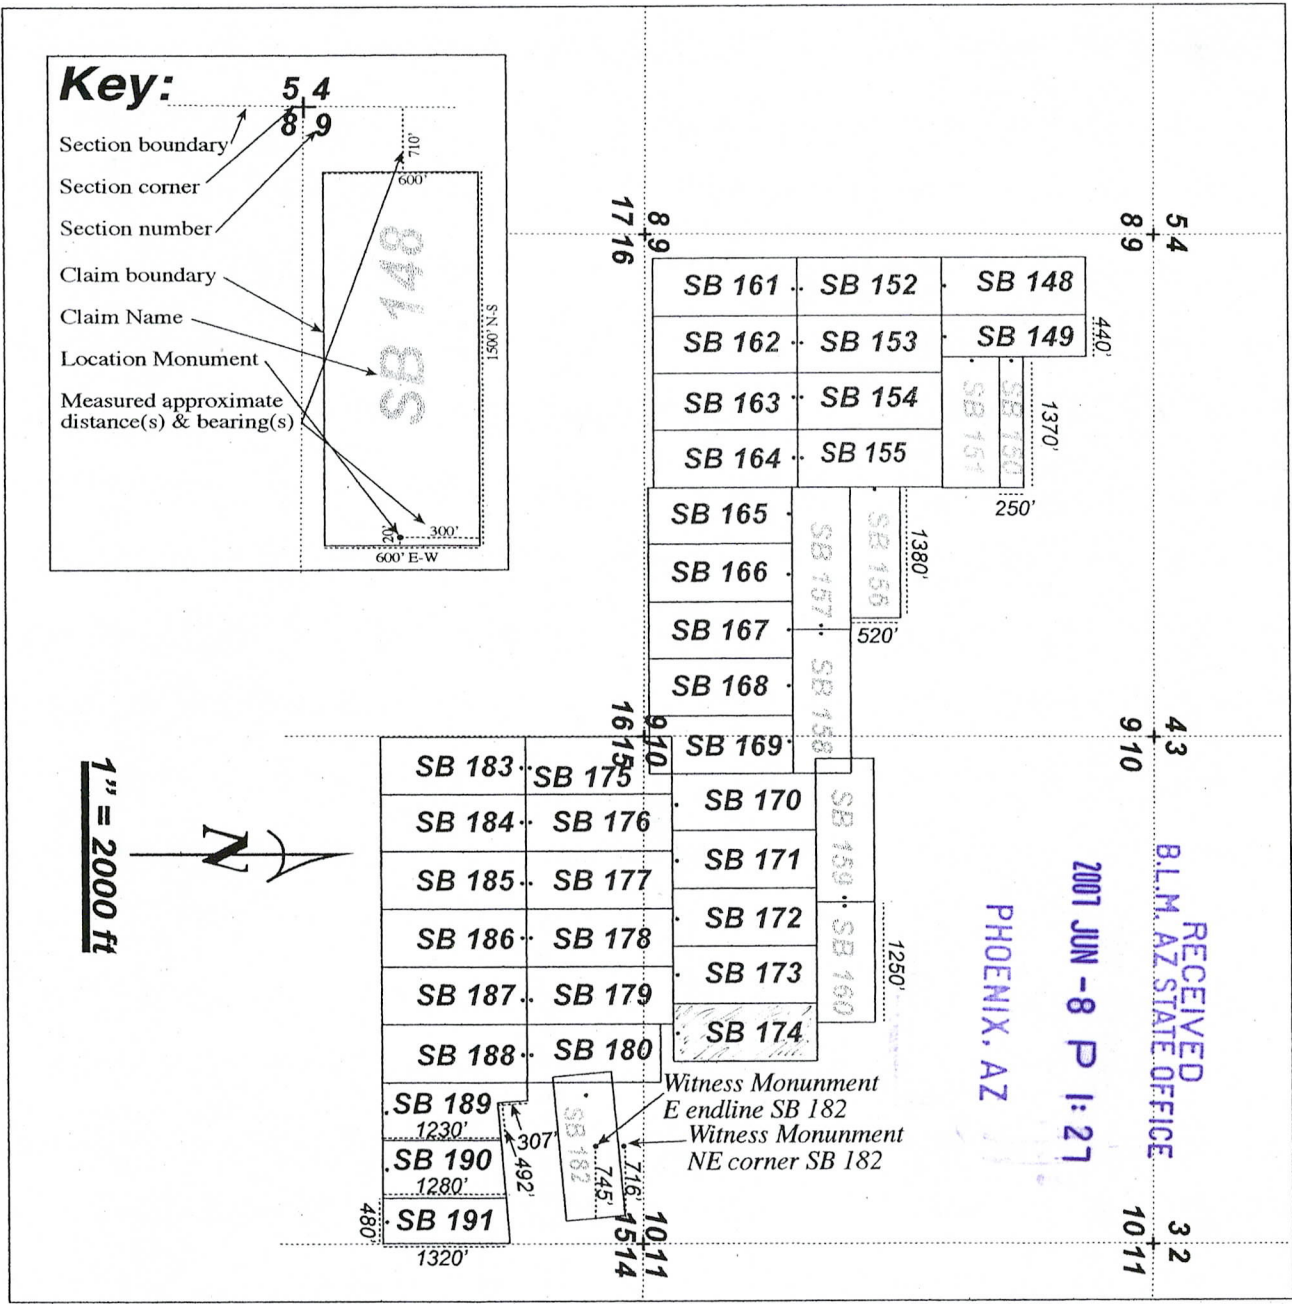 Key:
5 4
8 9
Section boundary
Section corner
Section number
Claim boundary
Claim Name
Location Monument
Measured approximate
distance(s) & bearing(s)
710'
600'
SB 148
1500' N-S
20'
300'
600' E-W
8 9
17 16
5 4
8 9
SB 161
SB 152
SB 148
SB 162
SB 153
SB 149
440'
SB 163
SB 154
SB 151
SB 150
1370'
SB 164
SB 155
250'
SB 165
SB 157
SB 156
1380'
SB 166
SB 167
520'
SB 168
SB 158
SB 169
9 10
16 15
4 3
9 10
SB 183
SB 175
SB 170
SB 159
SB 184
SB 176
SB 171
SB 185
SB 177
SB 172
SB 160
1250'
SB 186
SB 178
SB 173
SB 187
SB 179
SB 174
SB 188
SB 180
SB 189
1230'
307'
492'
SB 182
745'
716'
Witness Monunment
E endline SB 182
Witness Monunment
NE corner SB 182
SB 190
1280'
SB 191
480'
1320'
10 11
15 14
3 2
10 11
1" = 2000 ft
N
RECEIVED
B.L.M. AZ STATE OFFICE
2007 JUN -8 P 1:27
PHOENIX, AZ